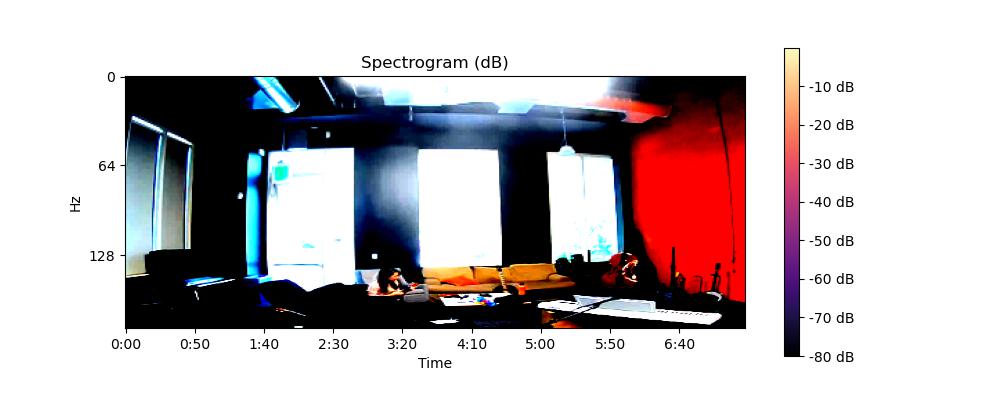 Spectrogram (dB)
0
64
128
Hz
0:00 0:50 1:40 2:30 3:20 4:10 5:00 5:50 6:40
Time
-10 dB
-20 dB
-30 dB
-40 dB
-50 dB
-60 dB
-70 dB
-80 dB